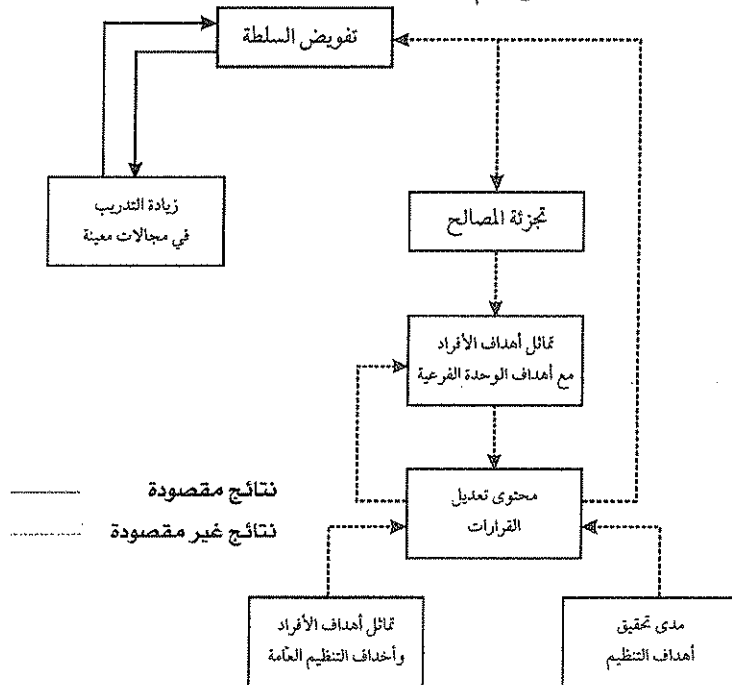 تفويض السلطة
زيادة التدريب
في مجالات معينة
تجزئة المصالح
تماثل أهداف الأفراد
مع أهداف الوحدة الفرعية
محتوى تعديل
القرارات
نتائج مقصودة
نتائج غير مقصودة
تماثل أهداف الأفراد
وأخداف التنظيم العامة
مدى تحقيق
أهداف التنظيم